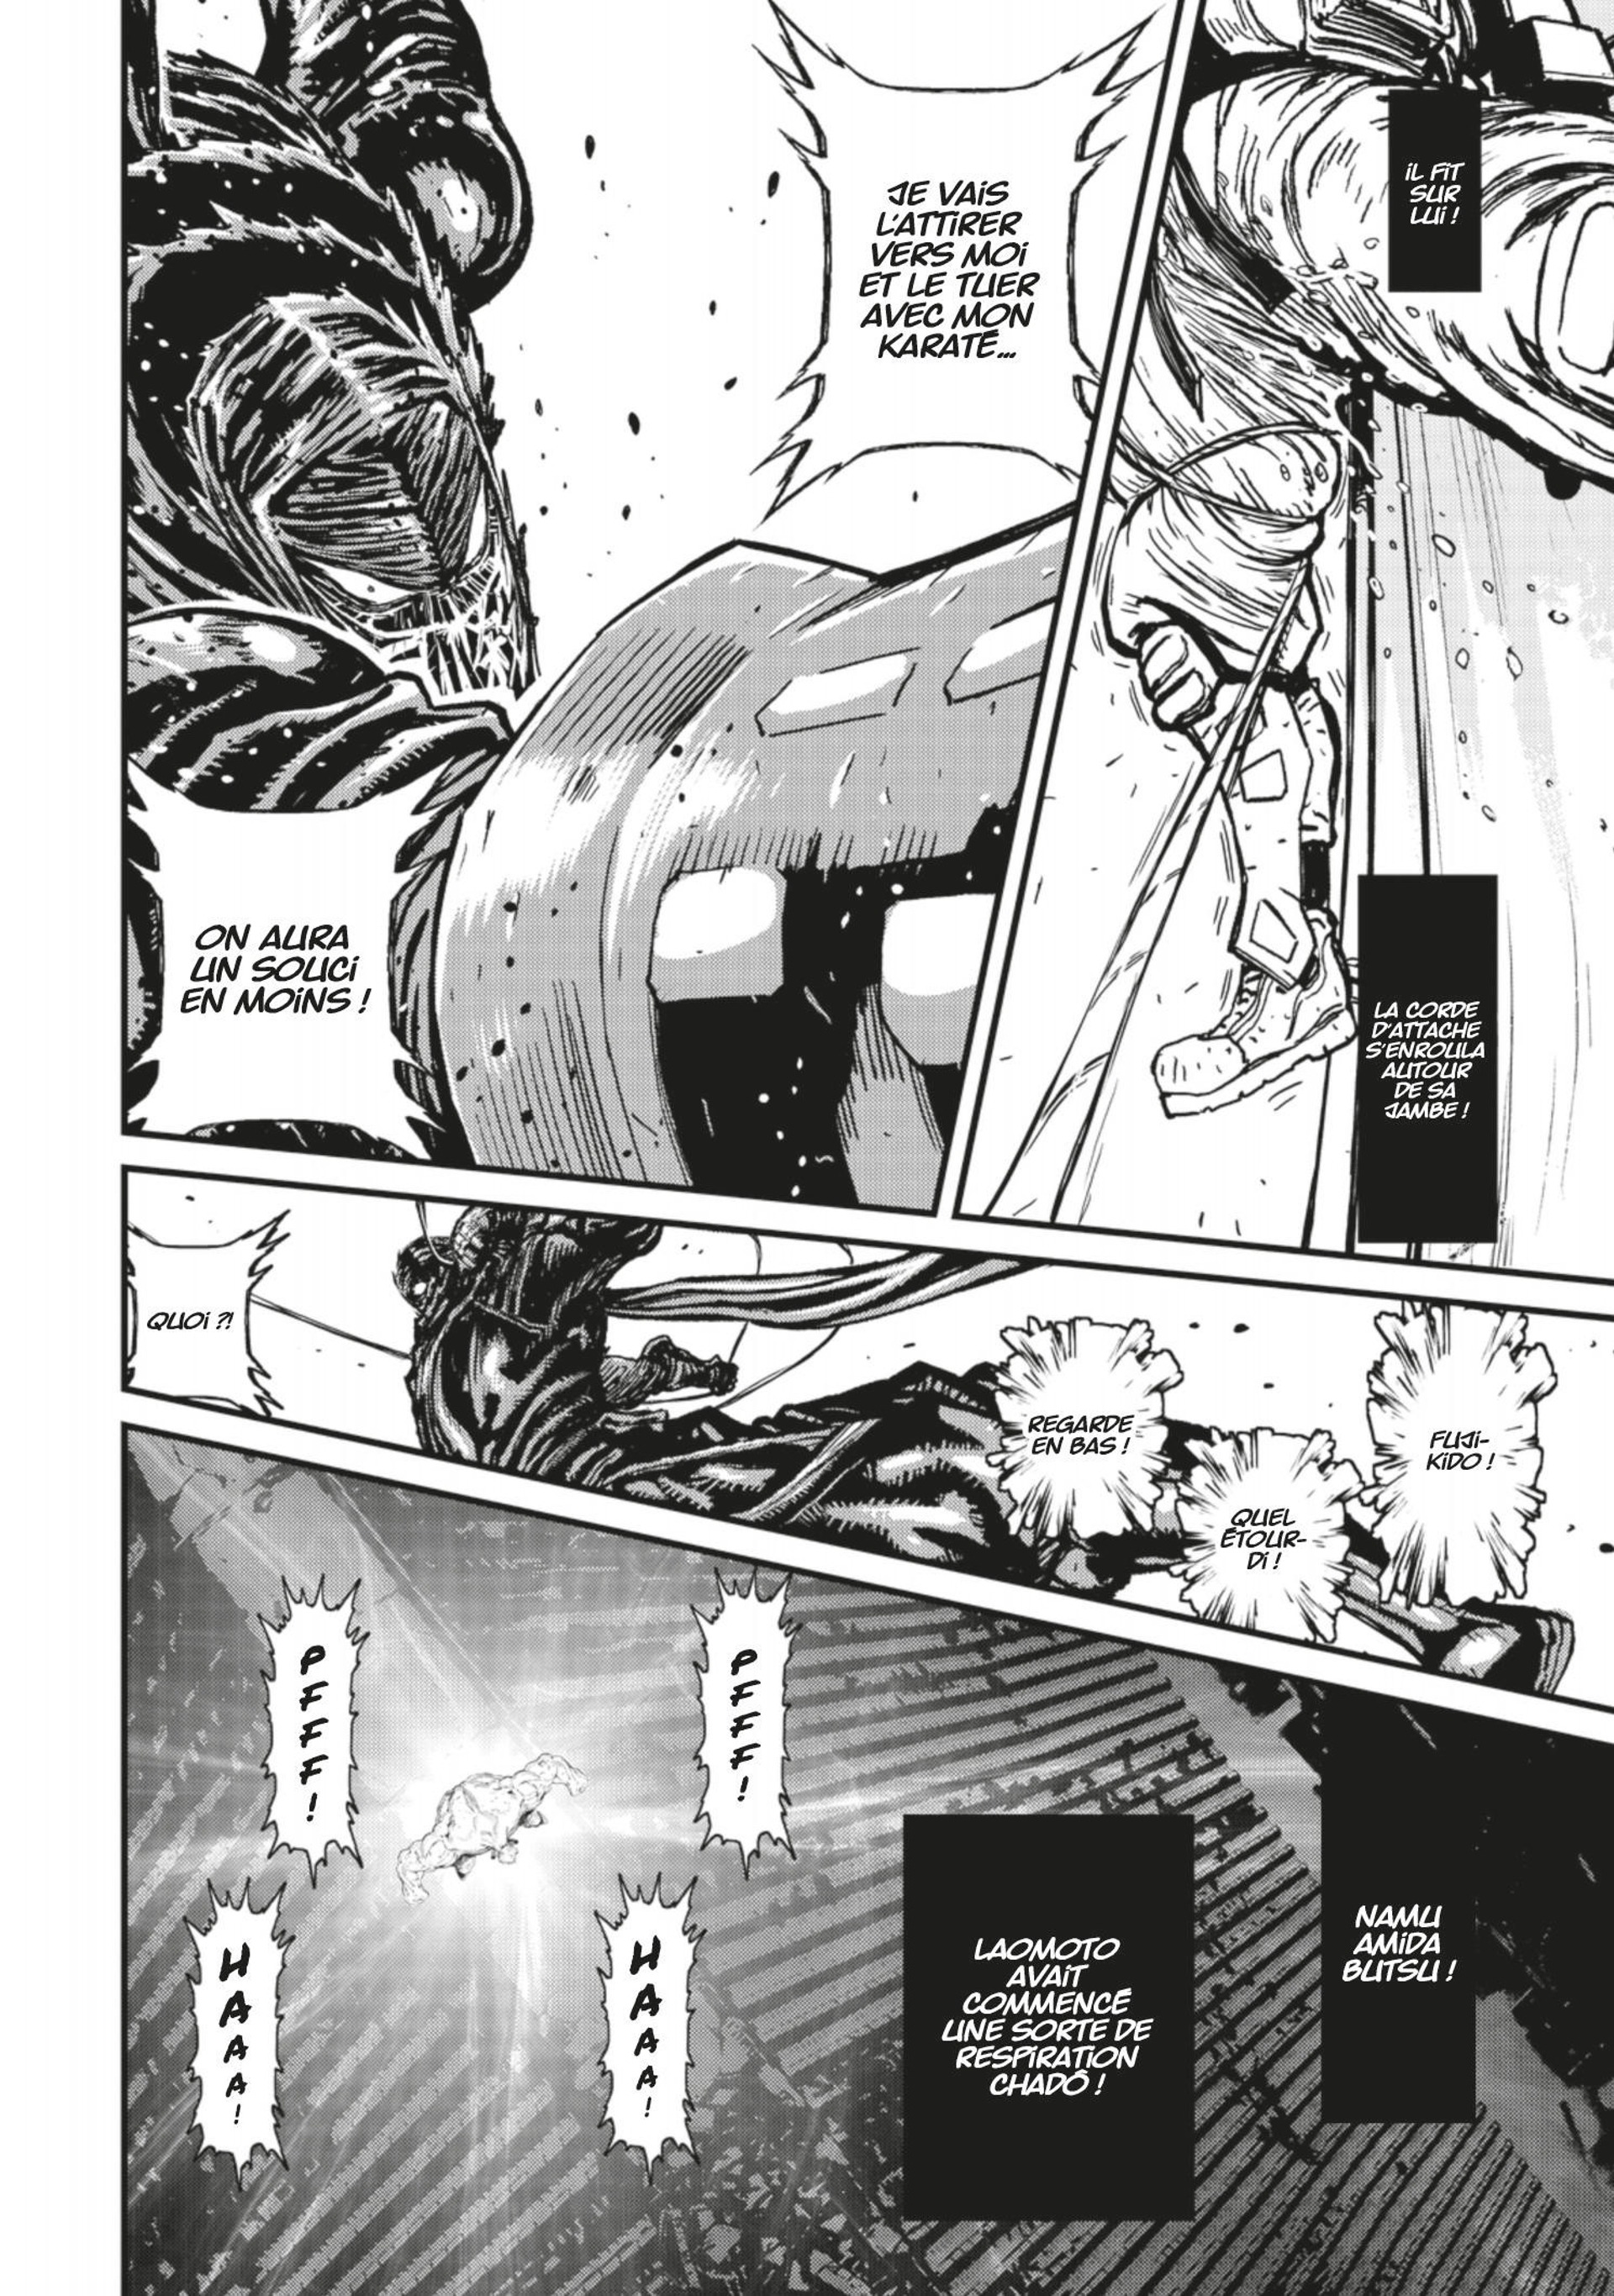 IL FIT
SUR
LUI !
LA CORDE
D'ATTACHE
S'ENROULA
AUTOUR
DE SA
JAMBE !
JE VAIS
L'ATTIRER
VERS MOI
ET LE TUER
AVEC MON
KARATÉ...
ON AURA
UN SOUCI
EN MOINS !
FUJI-
KIDO !
QUEL
ÉTOUR-
DI !
REGARDE
EN BAS !
QUOI ?!
NAMU
AMIDA
BUTSU !
LAOMOTO
AVAIT
COMMENCÉ
UNE SORTE DE
RESPIRATION
CHADÔ !
PFFF !
HAAA !
PFFF !
HAAA !